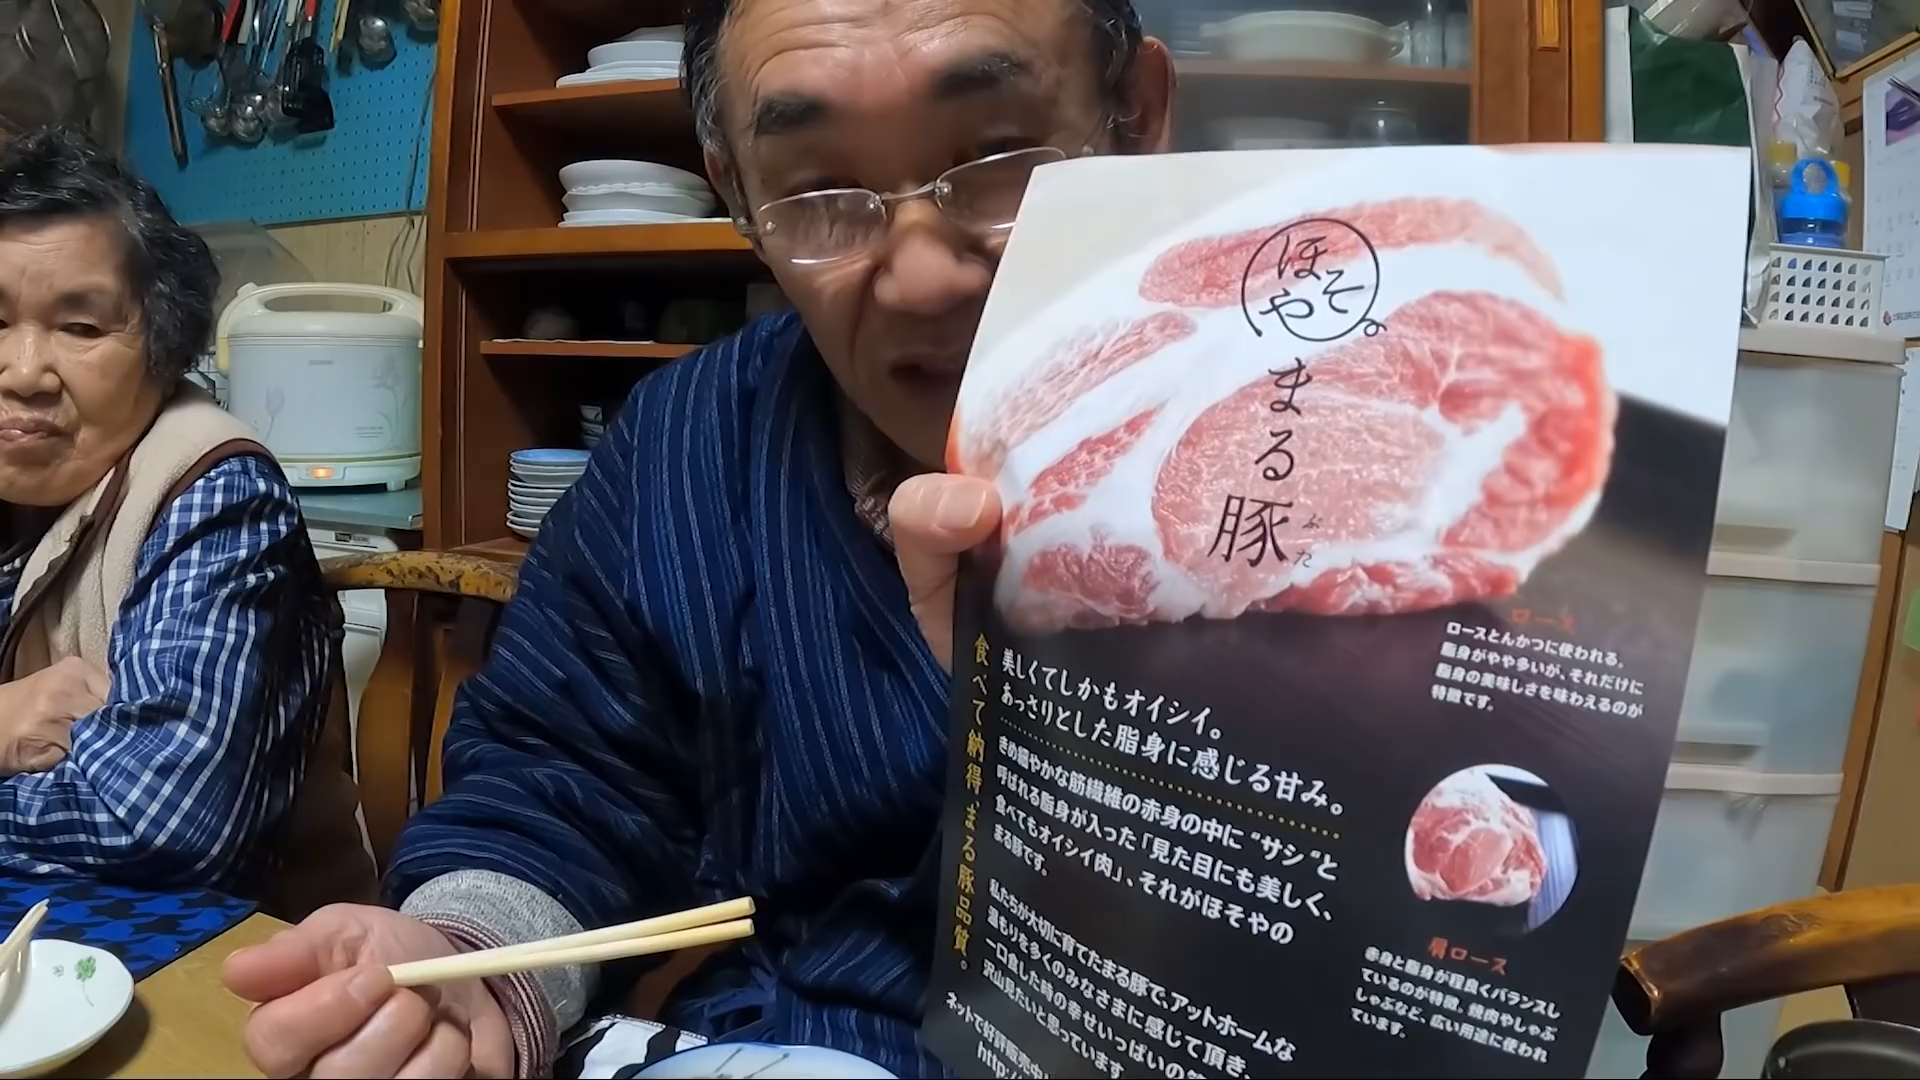 ほそやの
まる豚
ぶた
ロース
ロースとんかつに使われる。
脂身がやや多いが、それだけに
脂身の美味しさを味わえるのが
特徴です。
食べて納得“まる豚品質。
美しくてしかもオイシイ。
あっさりとした脂身に感じる甘み。
きめ細やかな筋繊維の赤身の中に“サシ”と
呼ばれる脂身が入った「見た目にも美しく、
食べてもオイシイ肉」、それがほそやの
まる豚です。
私たちが大切に育てたまる豚で、アットホームな
温もりを多くのみなさまに感じて頂き、
一口食した時の幸せいっぱいの
沢山見たいと思っています
ネットで好評販売中
http:/
肩ロース
赤身と脂身が程良くバランスし
ているのが特徴。焼肉やしゃぶ
しゃぶなど、広い用途に使われ
ています。